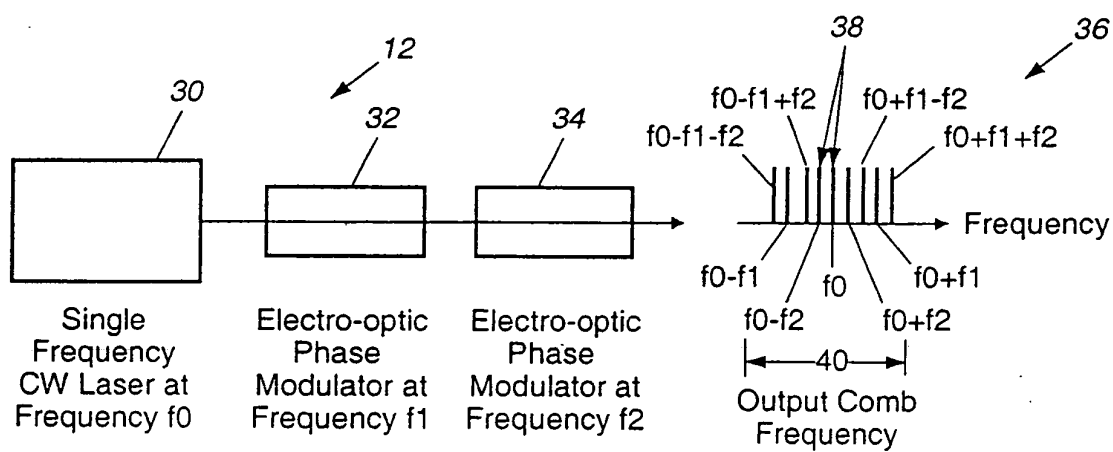 12
38
36
30
32
34
f0-f1+f2
f0+f1-f2
f0-f1-f2
f0+f1+f2
Frequency
f0-f1
f0
f0+f1
f0-f2
f0+f2
40
Single
Frequency
CW Laser at
Frequency f0
Electro-optic
Phase
Modulator at
Frequency f1
Electro-optic
Phase
Modulator at
Frequency f2
Output Comb
Frequency